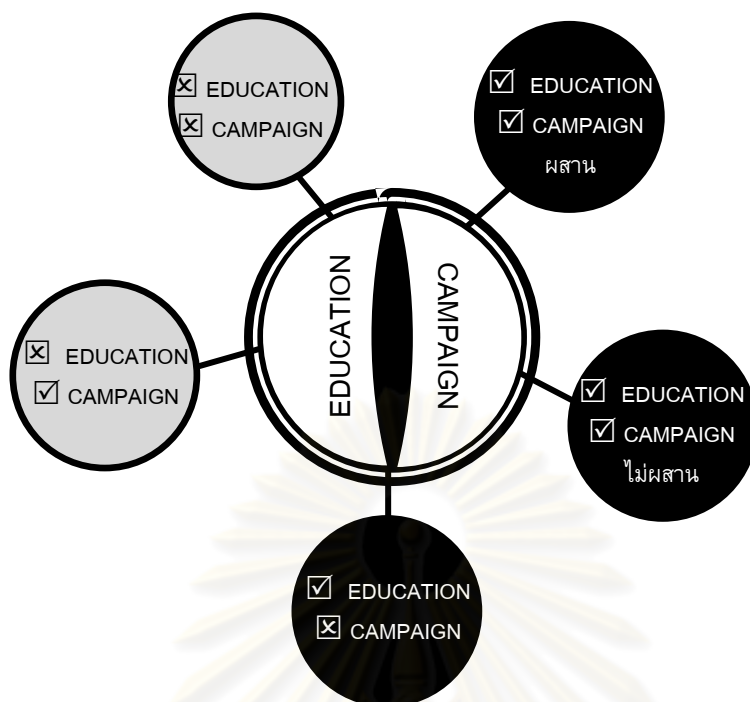 ☒ EDUCATION
☒ CAMPAIGN
☑ EDUCATION
☑ CAMPAIGN
ผสาน
EDUCATION
CAMPAIGN
☒ EDUCATION
☑ CAMPAIGN
☑ EDUCATION
☑ CAMPAIGN
ไม่ผสาน
☑ EDUCATION
☒ CAMPAIGN